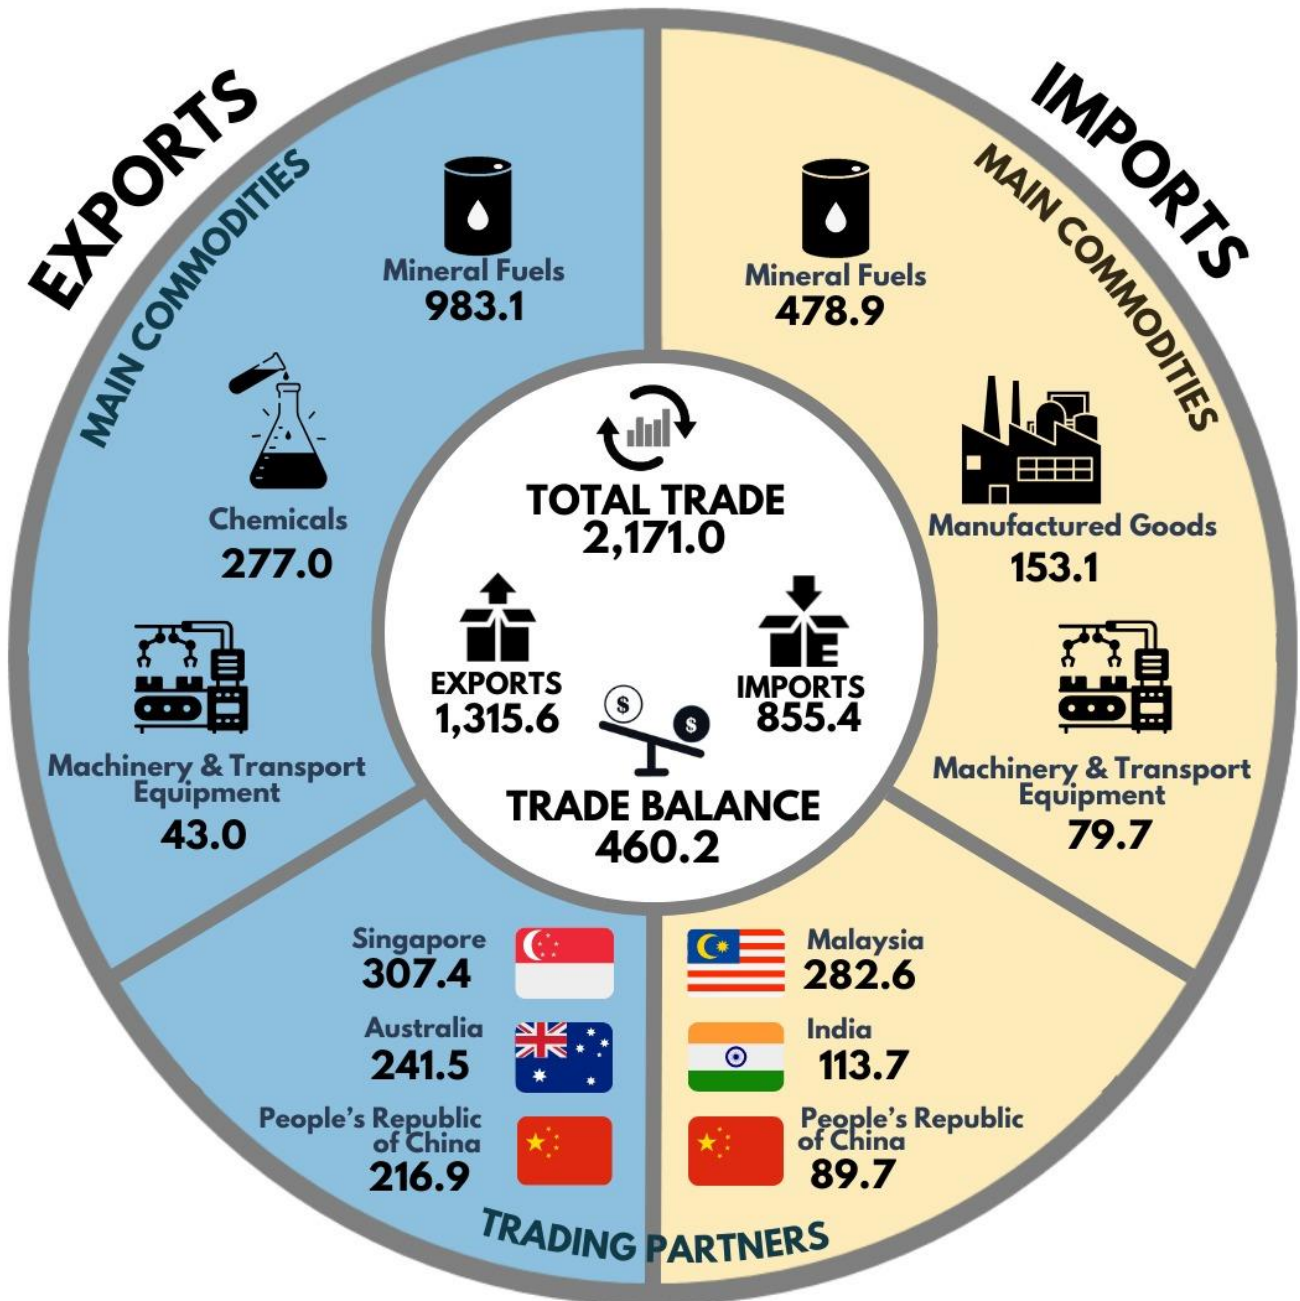 EXPORTS
MAIN COMMODITIES
Mineral Fuels
983.1
Chemicals
277.0
Machinery & Transport
Equipment
43.0
IMPORTS
MAIN COMMODITIES
Mineral Fuels
478.9
Manufactured Goods
153.1
Machinery & Transport
Equipment
79.7
TOTAL TRADE
2,171.0
EXPORTS
1,315.6
E
IMPORTS
855.4
$
$
TRADE BALANCE
460.2
Singapore
307.4
Australia
241.5
People's Republic
of China
216.9
Malaysia
282.6
India
113.7
People's Republic
of China
89.7
TRADING PARTNERS